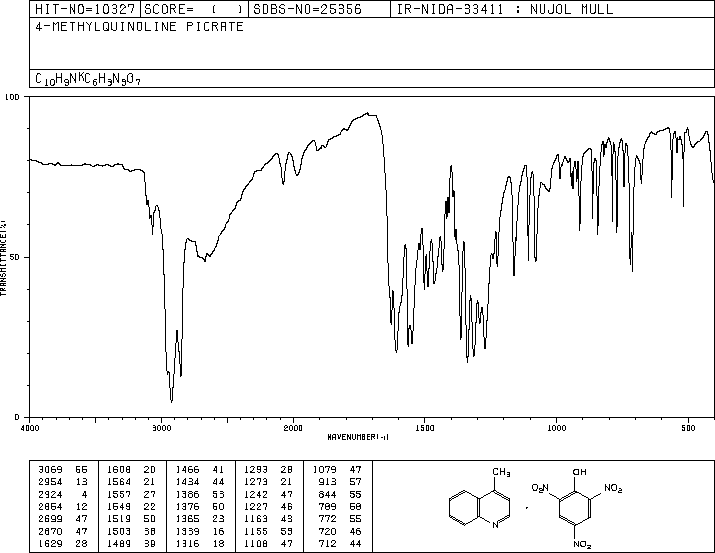 HIT-NO=10327 SCORE= ( ) SDBS-NO=25356 IR-NIDA-33411 : NUJOL MULL
4-METHYLQUINOLINE PICRATE
C10H9NKC6H3N3O7
100
50
0
TRANSMITTANCE(%)
4000 3000 2000 1500 1000 500
WAVENUMBER(-1)
3069 55 1608 20 1466 41 1293 28 1079 47
2954 13 1564 21 1434 44 1273 21 913 57
2924 4 1557 27 1386 53 1242 47 844 55
2854 12 1549 22 1376 50 1227 46 789 58
2699 47 1519 50 1365 23 1163 43 772 55
2670 47 1503 38 1339 16 1155 59 720 46
1629 28 1489 39 1316 18 1108 47 712 44
CH3 OH
O2N NO2
N
NO2